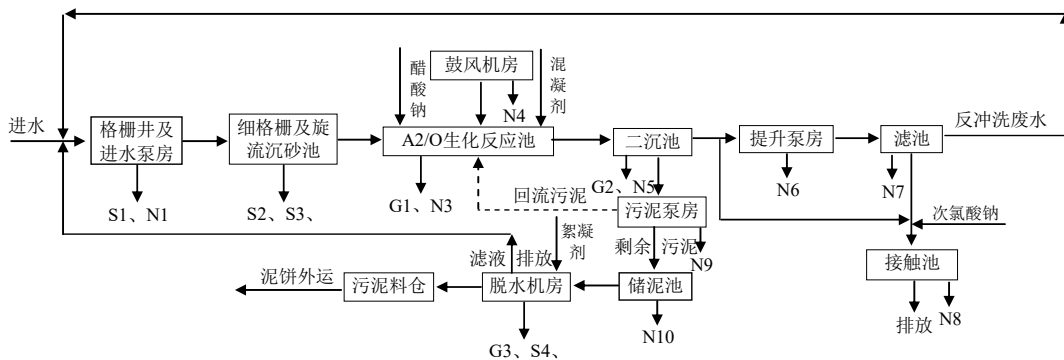 进水
格栅井及
进水泵房
S1、N1
细格栅及旋
流沉砂池
S2、S3、
醋
酸
钠
鼓风机房
N4
混
凝
剂
A2/O生化反应池
G1、N3
二沉池
G2、N5
提升泵房
N6
滤池
N7
反冲洗废水
回流污泥
污泥泵房
N9
剩余 污泥
次氯酸钠
接触池
排放
N8
絮
凝
剂
滤液 排放
泥饼外运
污泥料仓
脱水机房
储泥池
G3、S4、
N10